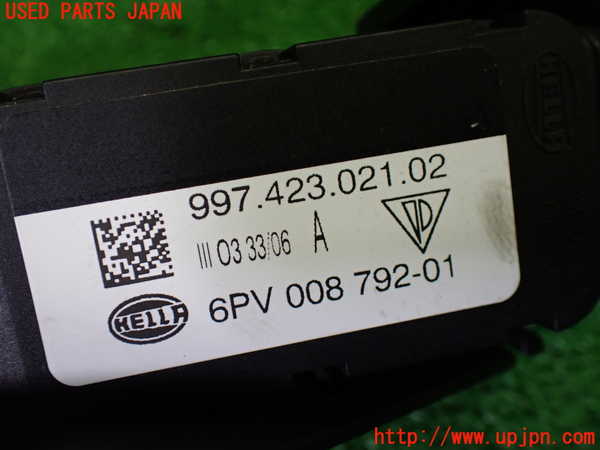 USED PARTS JAPAN
HELLA
997.423.021.02
III 03 33/06 A
HELLA 6PV 008 792-01
http://www.upjpn.com/